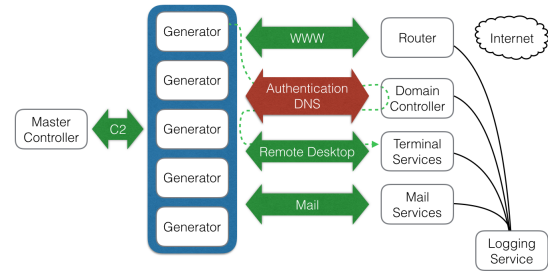 Generator
WWW
Router
Internet
Generator
Authentication
DNS
Domain
Controller
Master
Controller
C2
Generator
Remote Desktop
Terminal
Services
Generator
Mail
Mail
Services
Generator
Logging
Service